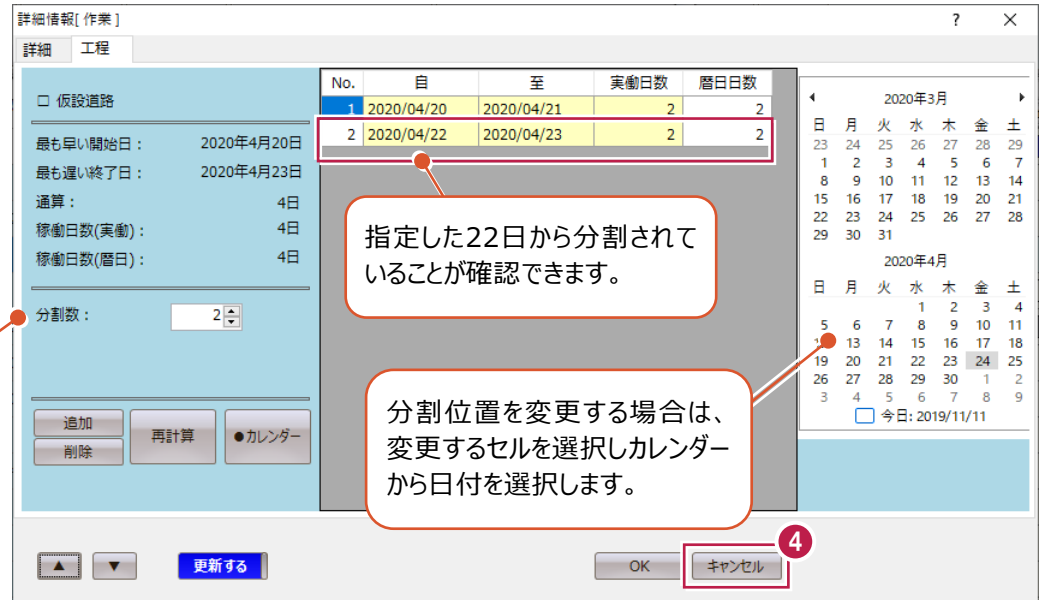 詳細情報[ 作業 ]
? ×
詳細 工程
□ 仮設道路
最も早い開始日： 2020年4月20日
最も遅い終了日： 2020年4月23日
通算： 4日
稼働日数(実働)： 4日
稼働日数(暦日)： 4日
分割数： 2
追加
削除
再計算
●カレンダー
No. 自 至 実働日数 暦日日数
1 2020/04/20 2020/04/21 2 2
2 2020/04/22 2020/04/23 2 2
指定した22日から分割されて
いることが確認できます。
分割位置を変更する場合は、
変更するセルを選択しカレンダー
から日付を選択します。
2020年3月
日 月 火 水 木 金 土
23 24 25 26 27 28 29
1 2 3 4 5 6 7
8 9 10 11 12 13 14
15 16 17 18 19 20 21
22 23 24 25 26 27 28
29 30 31
2020年4月
日 月 火 水 木 金 土
1 2 3 4
5 6 7 8 9 10 11
13 14 15 16 17 18
19 20 21 22 23 24 25
26 27 28 29 30 1 2
3 4 5 6 7 8 9
今日: 2019/11/11
▲ ▼ 更新する OK キャンセル
4